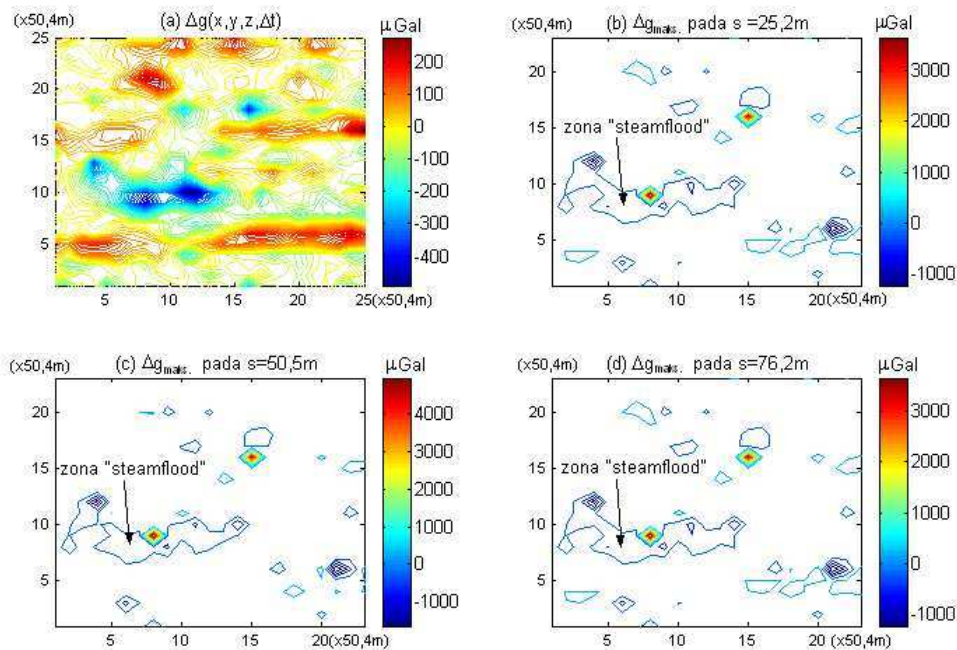 (x50,4m)
(a) Δg(x,y,z,Δt)
μGal
25
20
15
10
5
5 10 15 20 25(x50,4m)
200
100
0
-100
-200
-300
-400
(x50,4m)
(b) Δgmaks. pada s =25,2m
μGal
20
15
10
5
zona "steamflood"
5 10 15 20 (x50,4m)
3000
2000
1000
0
-1000
(x50,4m)
(c) Δgmaks. pada s=50,5m
μGal
20
15
10
5
zona "steamflood"
5 10 15 20(x50,4m)
4000
3000
2000
1000
0
-1000
(x50,4m)
(d) Δgmaks. pada s=76,2m
μGal
20
15
10
5
zona "steamflood"
5 10 15 20 (x50,4m)
3000
2000
1000
0
-1000